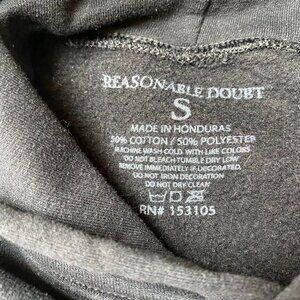 REASONABLE DOUBT
S
MADE IN HONDURAS
50% COTTON / 50% POLYESTER
MACHINE WASH COLD, WITH LIKE COLORS
DO NOT BLEACH TUMBLE DRY LOW
REMOVE IMMEDIATELY IF DECORATED.
DO NOT IRON DECORATION
DO NOT DRY CLEAN
RN# 153105